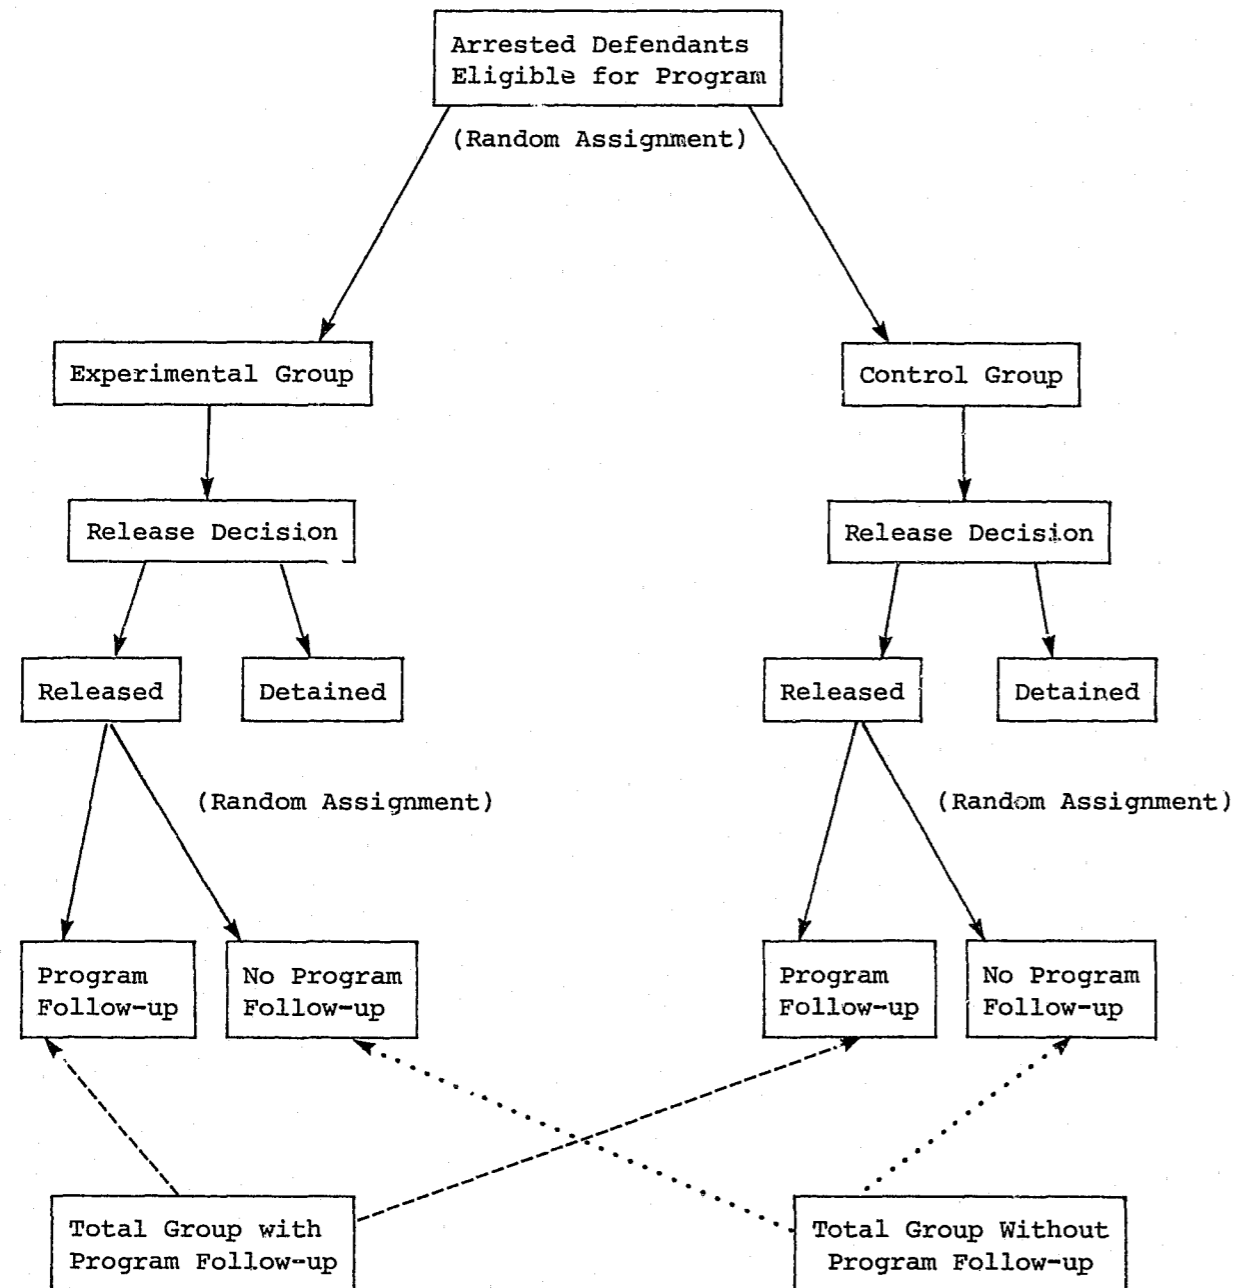 Arrested Defendants
Eligible for Program
(Random Assignment)
Experimental Group
Control Group
Release Decision
Release Decision
Released
Detained
Released
Detained
(Random Assignment)
(Random Assignment)
Program
Follow-up
No Program
Follow-up
Program
Follow-up
No Program
Follow-up
Total Group with
Program Follow-up
Total Group Without
Program Follow-up